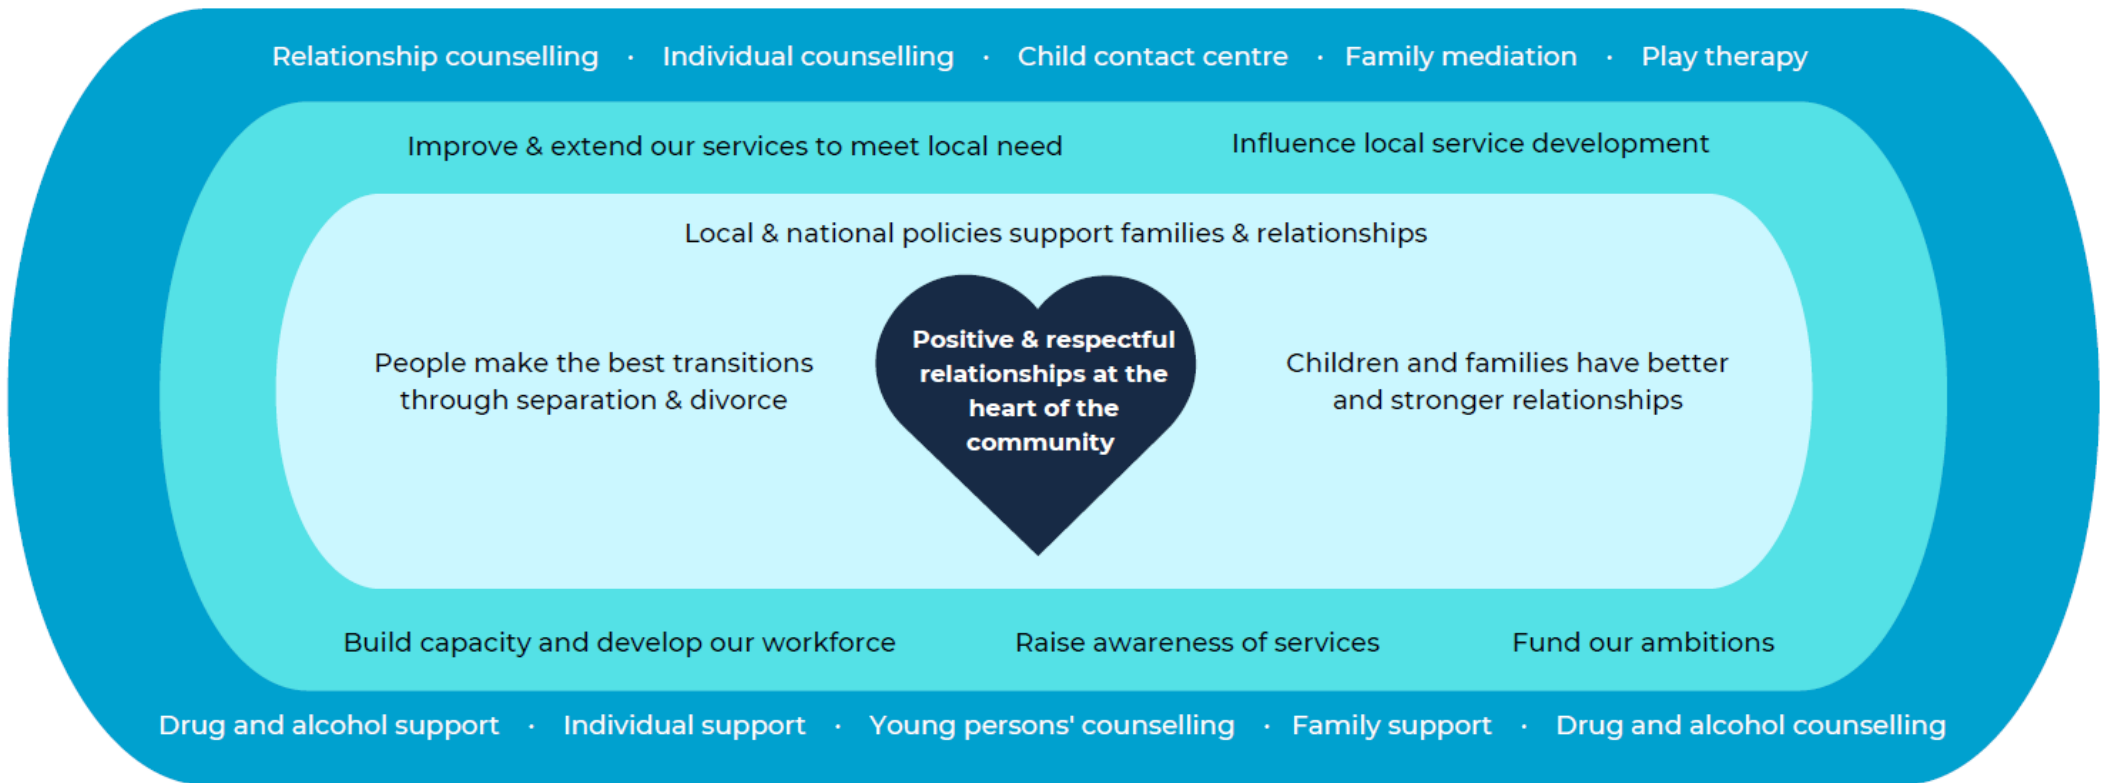 Relationship counselling · Individual counselling · Child contact centre · Family mediation · Play therapy
Improve & extend our services to meet local need
Influence local service development
Local & national policies support families & relationships
People make the best transitions
through separation & divorce
Positive & respectful
relationships at the
heart of the
community
Children and families have better
and stronger relationships
Build capacity and develop our workforce
Raise awareness of services
Fund our ambitions
Drug and alcohol support · Individual support · Young persons' counselling · Family support · Drug and alcohol counselling